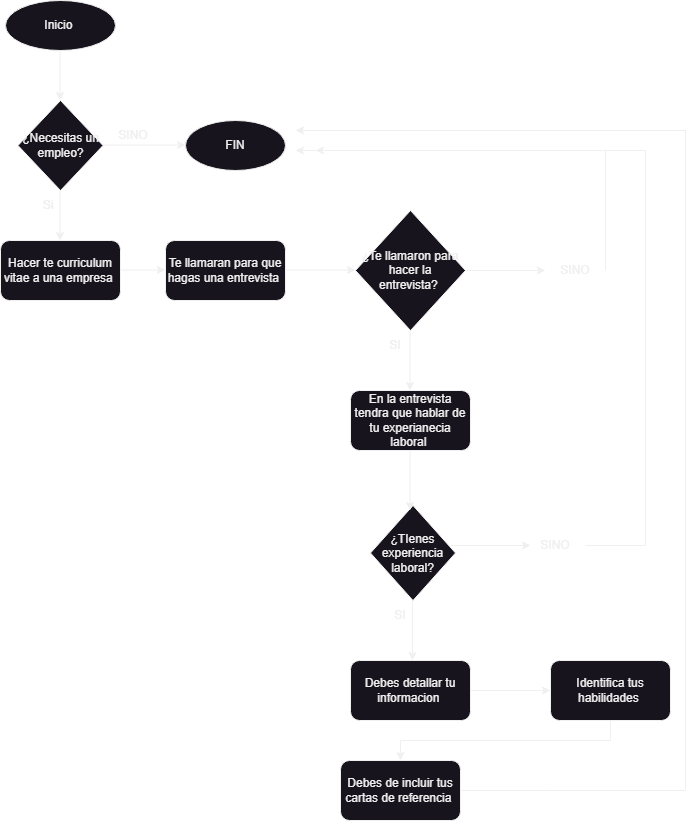 Inicio
¿Necesitas un
empleo?
SINO
FIN
SI
Hacer te curriculum
vitae a una empresa
Te llamaran para que
hagas una entrevista
¿Te llamaron para
hacer la
entrevista?
SINO
SI
En la entrevista
tendra que hablar de
tu experianecia
laboral
¿TIenes
experiencia
laboral?
SINO
SI
Debes detallar tu
informacion
Identifica tus
habilidades
Debes de incluir tus
cartas de referencia